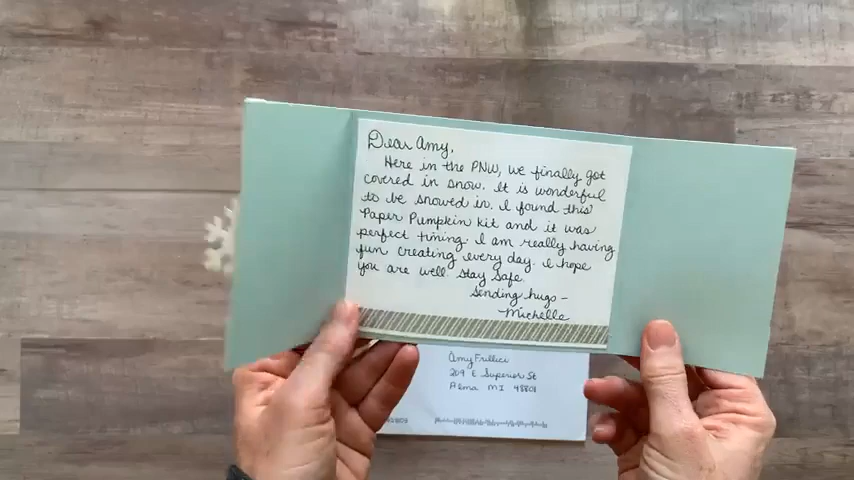 Dear Amy,
Here in the PNW, we finally got
covered in snow. It is wonderful
to be snowed in. I found this
Paper Pumpkin kit and it was
perfect timing. I am really having
fun creating every day. I hope
you are well. Stay Safe.
Sending hugs -
Michelle
Amy Frillici
209 E Superior St
Alma MI 48801